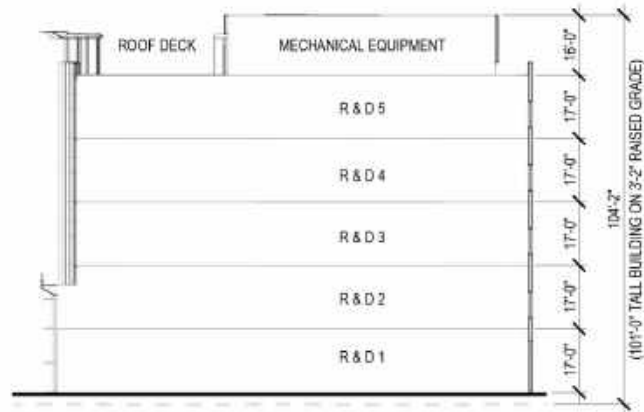 ROOF DECK
MECHANICAL EQUIPMENT
16'-0"
R & D 5
17'-0"
R & D 4
17'-0"
R & D 3
17'-0"
R & D 2
17'-0"
R & D 1
17'-0"
104'-2"
(101'-0" TALL BUILDING ON 3'-2" RAISED GRADE)